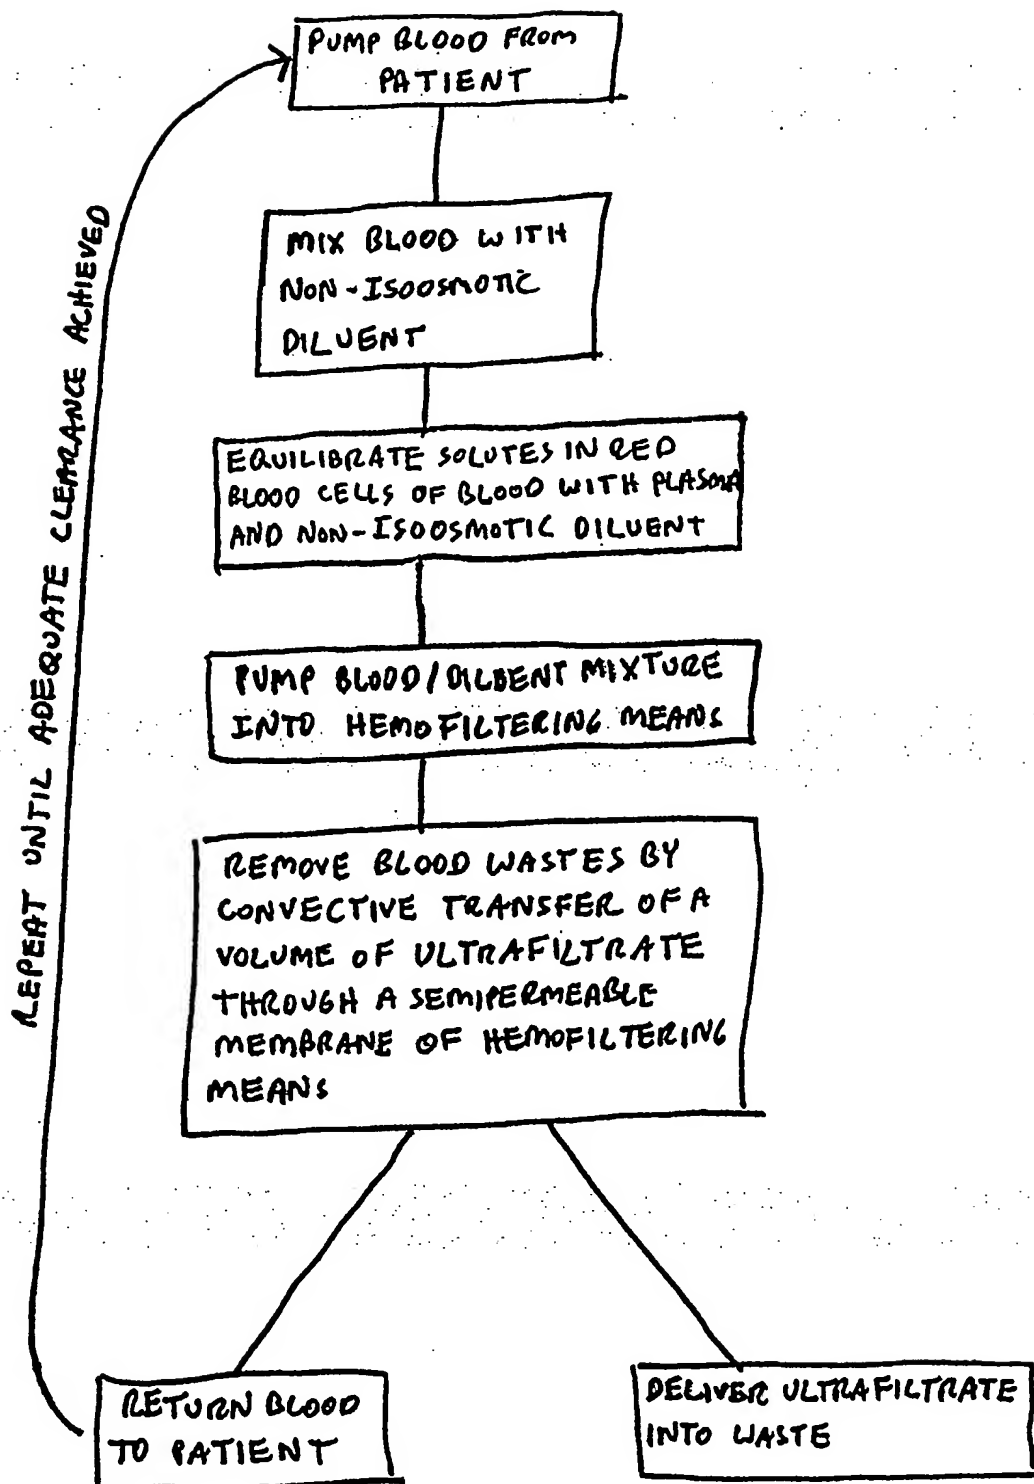 PUMP BLOOD FROM
PATIENT
MIX BLOOD WITH
NON-ISOOSMOTIC
DILUENT
EQUILIBRATE SOLUTES IN RED
BLOOD CELLS OF BLOOD WITH PLASMA
AND NON-ISOOSMOTIC DILUENT
PUMP BLOOD/DILUENT MIXTURE
INTO HEMOFILTERING MEANS
REMOVE BLOOD WASTES BY
CONVECTIVE TRANSFER OF A
VOLUME OF ULTRAFILTRATE
THROUGH A SEMIPERMEABLE
MEMBRANE OF HEMOFILTERING
MEANS
RETURN BLOOD
TO PATIENT
DELIVER ULTRAFILTRATE
INTO WASTE
REPEAT UNTIL ADEQUATE CLEARANCE ACHIEVED